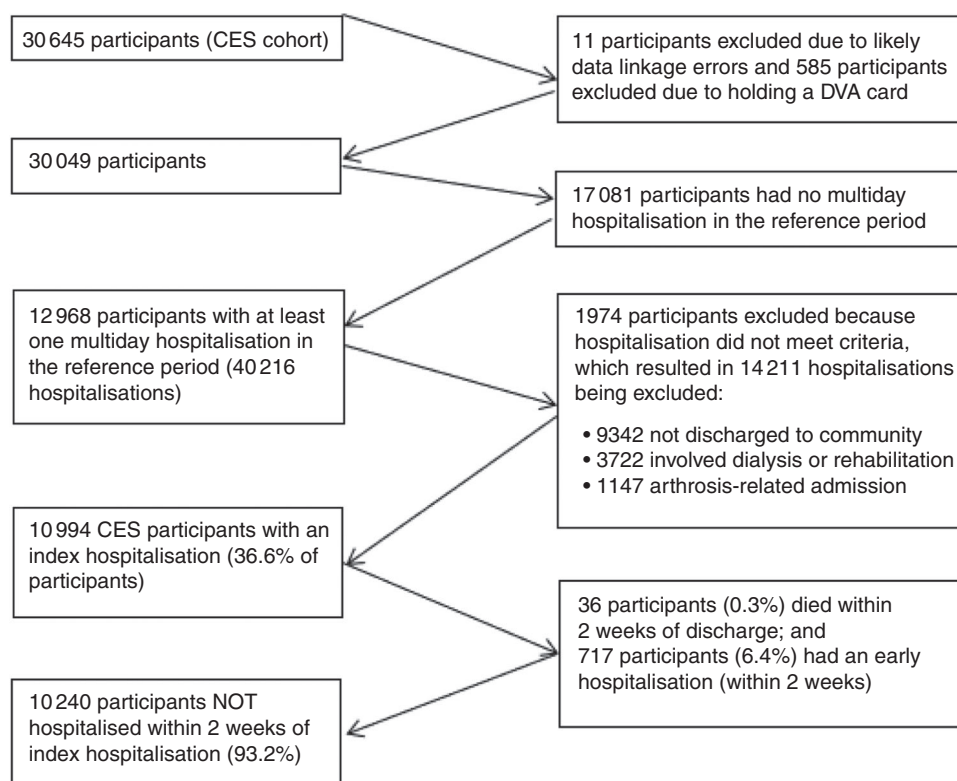 30 645 participants (CES cohort)
11 participants excluded due to likely
data linkage errors and 585 participants
excluded due to holding a DVA card
30 049 participants
17 081 participants had no multiday
hospitalisation in the reference period
12 968 participants with at least
one multiday hospitalisation in
the reference period (40 216
hospitalisations)
1974 participants excluded because
hospitalisation did not meet criteria,
which resulted in 14 211 hospitalisations
being excluded:
• 9342 not discharged to community
• 3722 involved dialysis or rehabilitation
• 1147 arthrosis-related admission
10 994 CES participants with an
index hospitalisation (36.6% of
participants)
36 participants (0.3%) died within
2 weeks of discharge; and
717 participants (6.4%) had an early
hospitalisation (within 2 weeks)
10 240 participants NOT
hospitalised within 2 weeks of
index hospitalisation (93.2%)